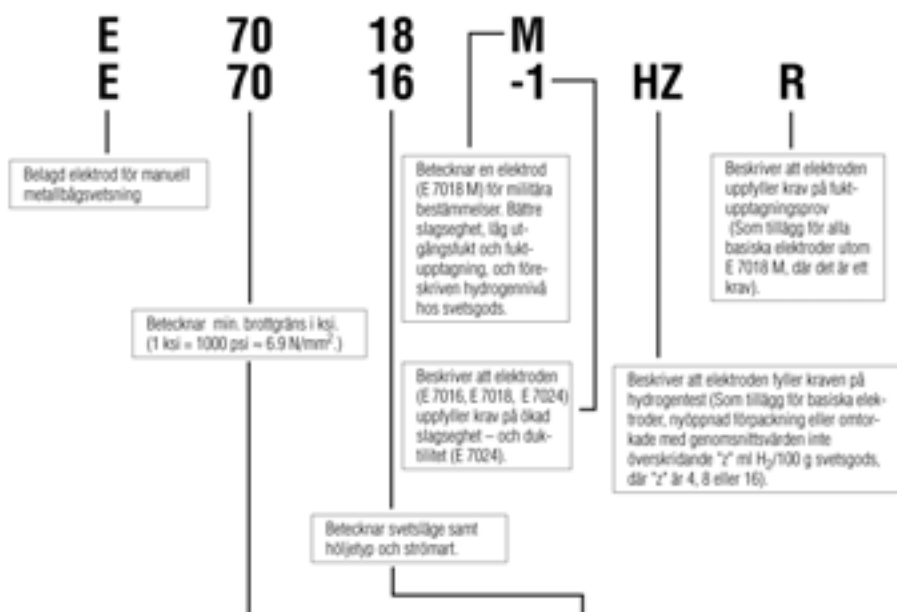 E 70 18 M
E 70 16 -1 HZ R
Belagd elektrod för manuell
metallbågsvetsning
Betecknar min. brottgräns i ksi.
(1 ksi = 1000 psi ≈ 6.9 N/mm².)
Betecknar en elektrod
(E 7018 M) för militära
bestämmelser. Bättre
slagseghet, låg ut-
gångsfukt och fukt-
upptagning, och före-
skriven hydrogennivå
hos svetsgods.
Beskriver att elektroden
(E 7016, E 7018, E 7024)
uppfyller krav på ökad
slagseghet – och duk-
tilitet (E 7024).
Betecknar svetsläge samt
höljetyp och strömart.
Beskriver att elektroden
uppfyller krav på fukt-
upptagningsprov
(Som tillägg för alla
basiska elektroder utom
E 7018 M, där det är ett
krav).
Beskriver att elektroden fyller kraven på
hydrogentest (Som tillägg för basiska elek-
troder, nyöppnad förpackning eller omtor-
kade med genomsnittsvärden inte
överskridande "z" ml H₂/100 g svetsgods,
där "z" är 4, 8 eller 16).